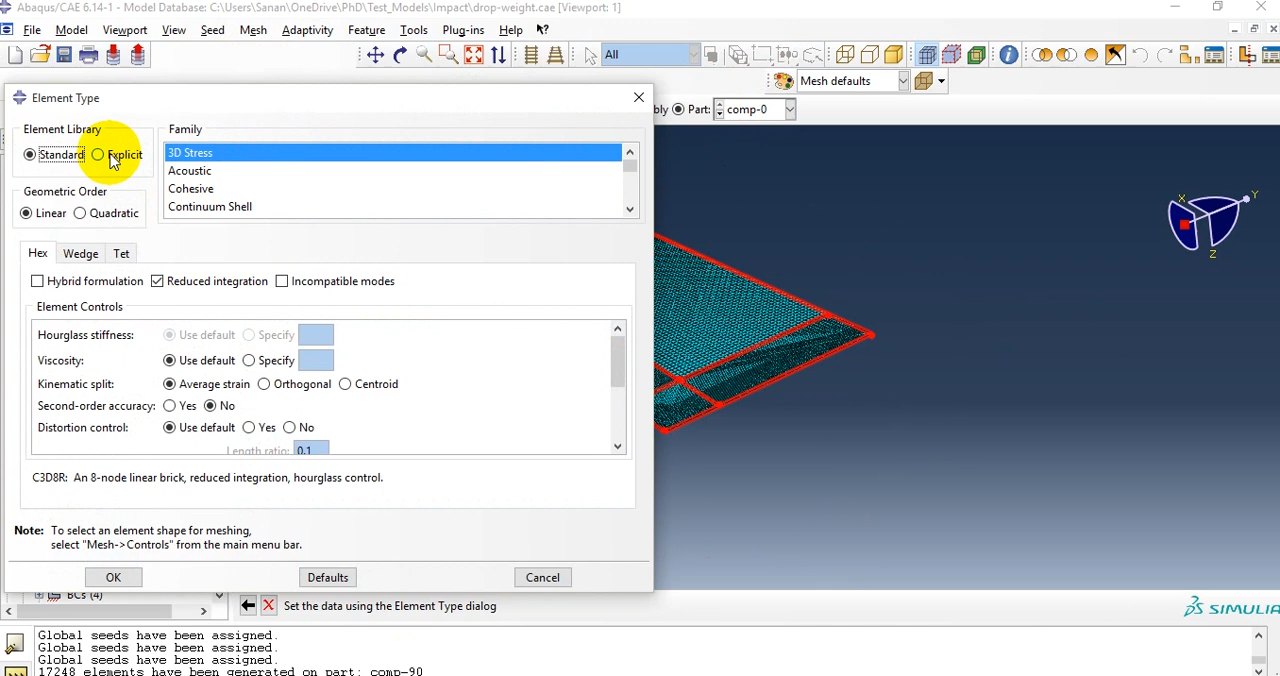 Abaqus/CAE 6.14-1 - Model Database: C:\Users\Sanan\OneDrive\PhD\Test_Models\Impact\drop-weight.cae [Viewport: 1]
File Model Viewport View Seed Mesh Adaptivity Feature Tools Plug-ins Help
All
Mesh defaults
Element Type
bly Part: comp-0
Element Library
Standard Explicit
Family
3D Stress
Acoustic
Cohesive
Continuum Shell
Geometric Order
Linear Quadratic
Hex Wedge Tet
Hybrid formulation Reduced integration Incompatible modes
Element Controls
Hourglass stiffness: Use default Specify
Viscosity: Use default Specify
Kinematic split: Average strain Orthogonal Centroid
Second-order accuracy: Yes No
Distortion control: Use default Yes No
Length ratio: 0.1
C3D8R: An 8-node linear brick, reduced integration, hourglass control.
Note: To select an element shape for meshing,
select "Mesh->Controls" from the main menu bar.
OK Defaults Cancel
X Y Z
BCs (4)
Set the data using the Element Type dialog
SIMULIA
Global seeds have been assigned.
Global seeds have been assigned.
Global seeds have been assigned.
17248 elements have been generated on part: comp-90